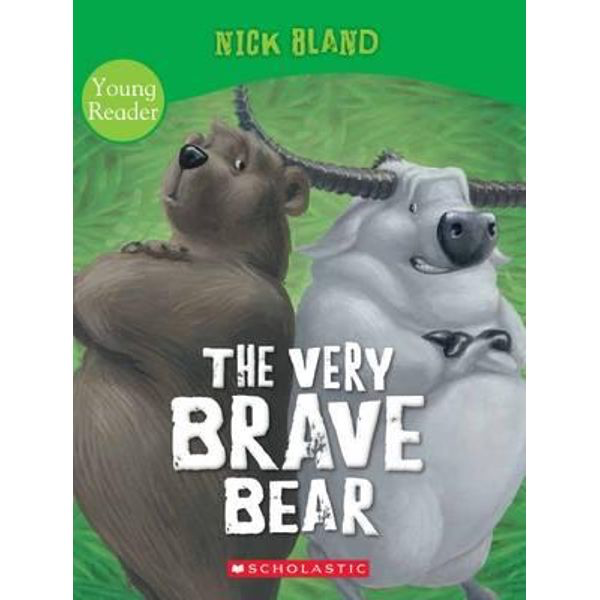 NICK BLAND
Young
Reader
THE VERY
BRAVE
BEAR
SCHOLASTIC